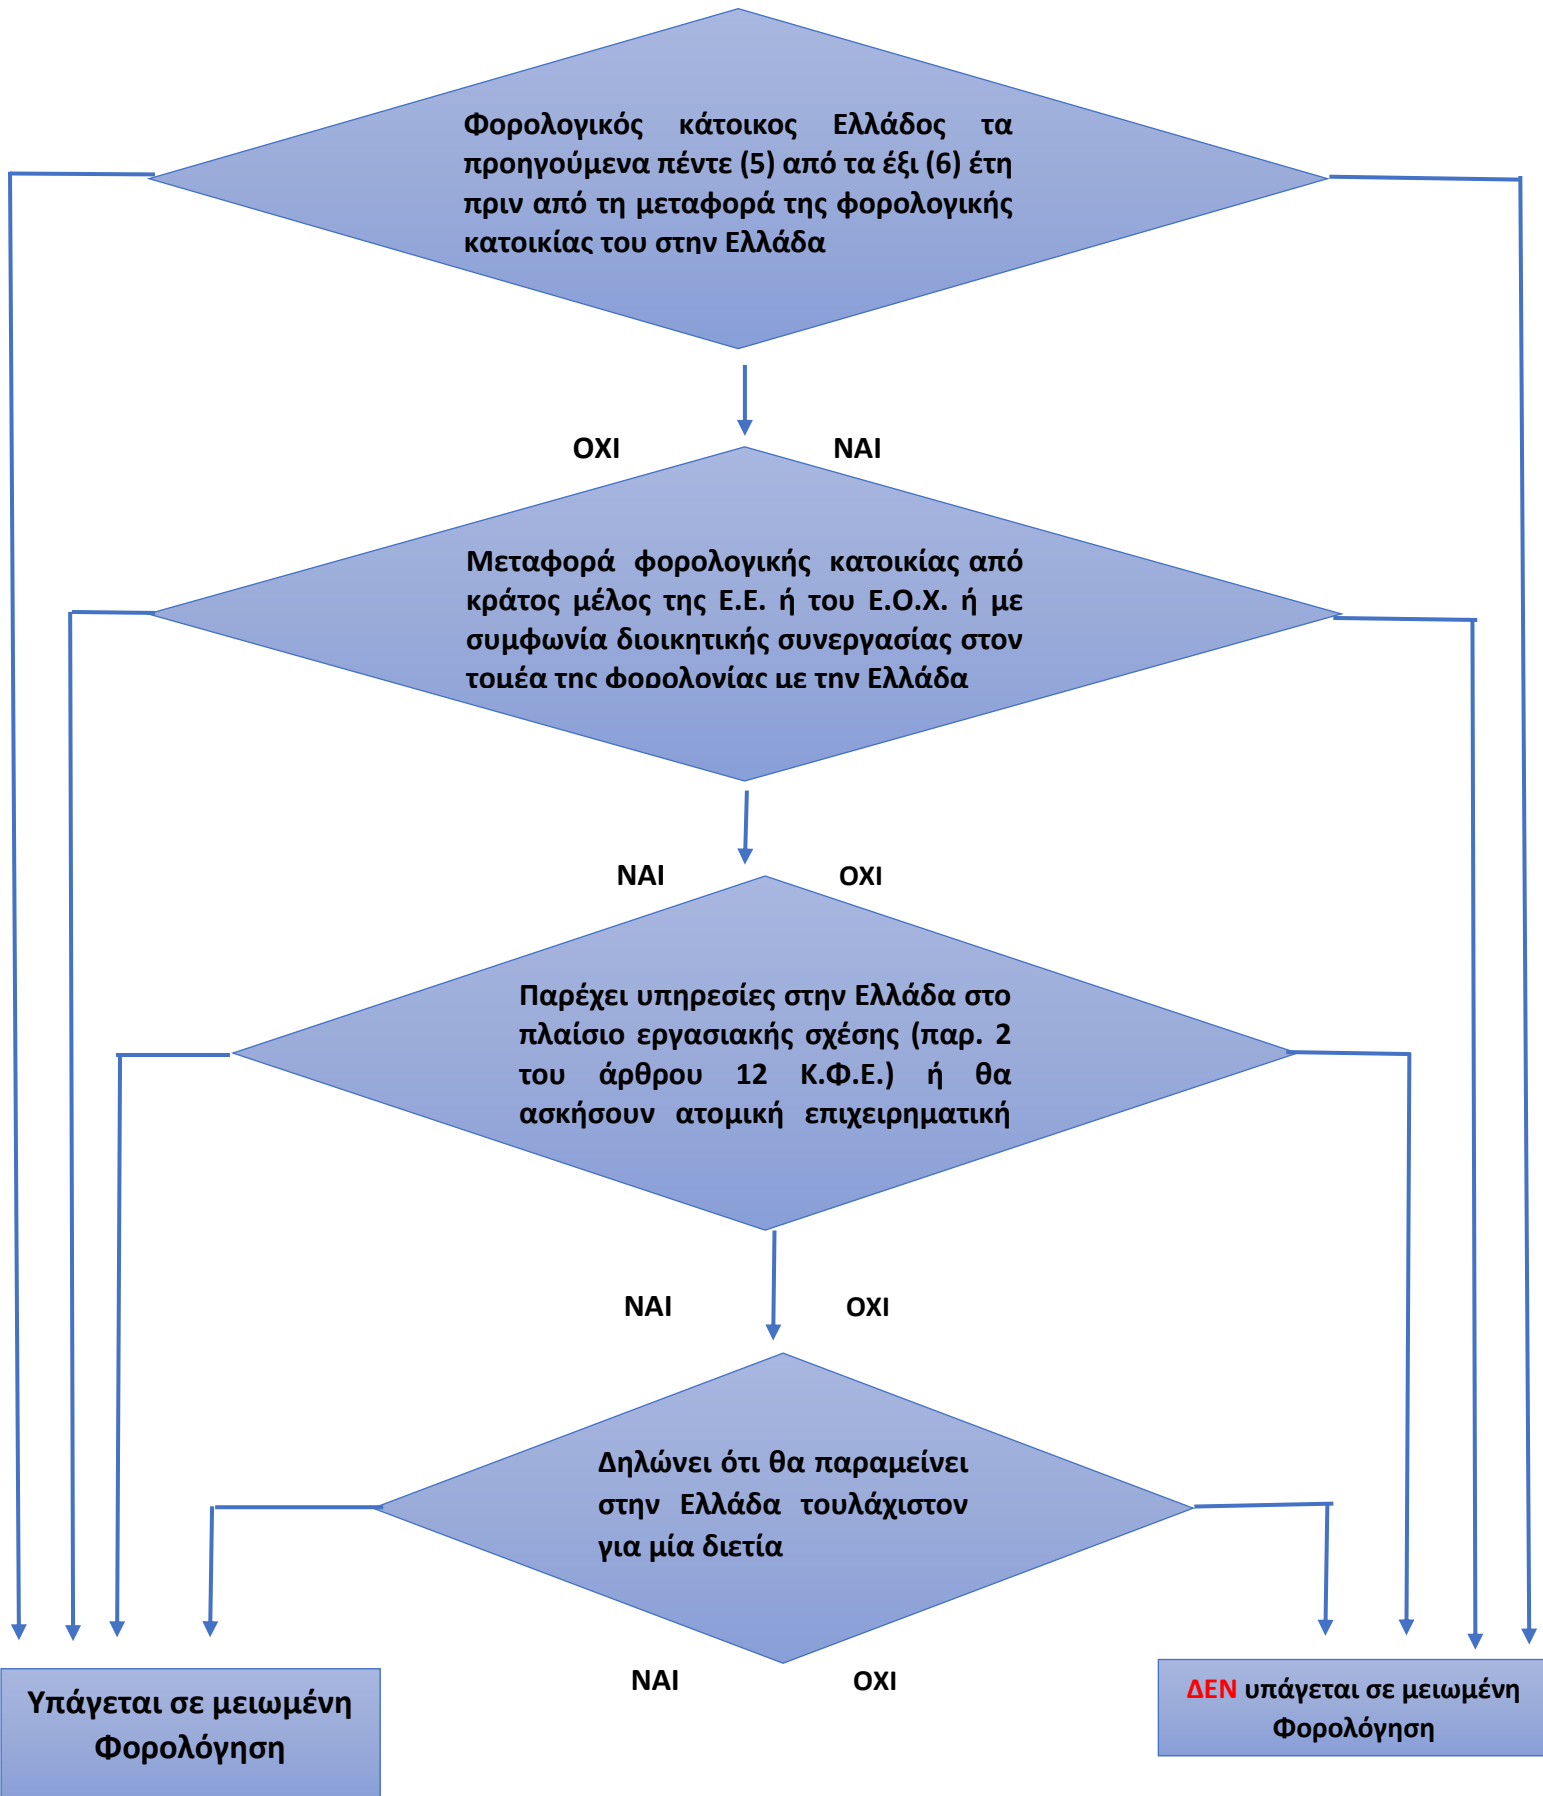 Φορολογικός κάτοικος Ελλάδος τα
προηγούμενα πέντε (5) από τα έξι (6) έτη
πριν από τη μεταφορά της φορολογικής
κατοικίας του στην Ελλάδα
ΟΧΙ ΝΑΙ
Μεταφορά φορολογικής κατοικίας από
κράτος μέλος της Ε.Ε. ή του Ε.Ο.Χ. ή με
συμφωνία διοικητικής συνεργασίας στον
τομέα της φορολογίας με την Ελλάδα
ΝΑΙ ΟΧΙ
Παρέχει υπηρεσίες στην Ελλάδα στο
πλαίσιο εργασιακής σχέσης (παρ. 2
του άρθρου 12 Κ.Φ.Ε.) ή θα
ασκήσουν ατομική επιχειρηματική
ΝΑΙ ΟΧΙ
Δηλώνει ότι θα παραμείνει
στην Ελλάδα τουλάχιστον
για μία διετία
ΝΑΙ ΟΧΙ
Υπάγεται σε μειωμένη
Φορολόγηση
ΔΕΝ υπάγεται σε μειωμένη
Φορολόγηση